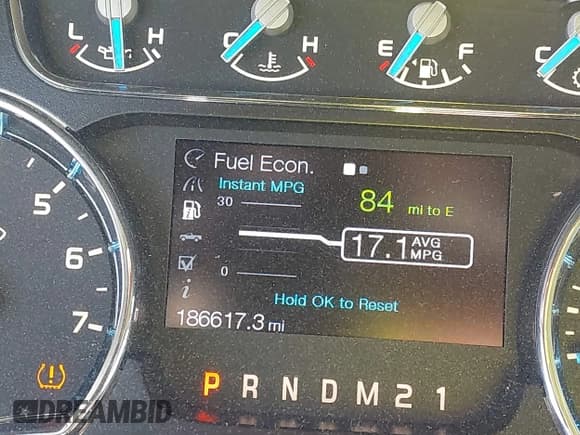 L H
C H
E F
C
Fuel Econ.
Instant MPG
30
84 mi to E
17.1 AVG MPG
0
Hold OK to Reset
186617.3 mi
5
6
7
P R N D M 2 1
DREAMBID